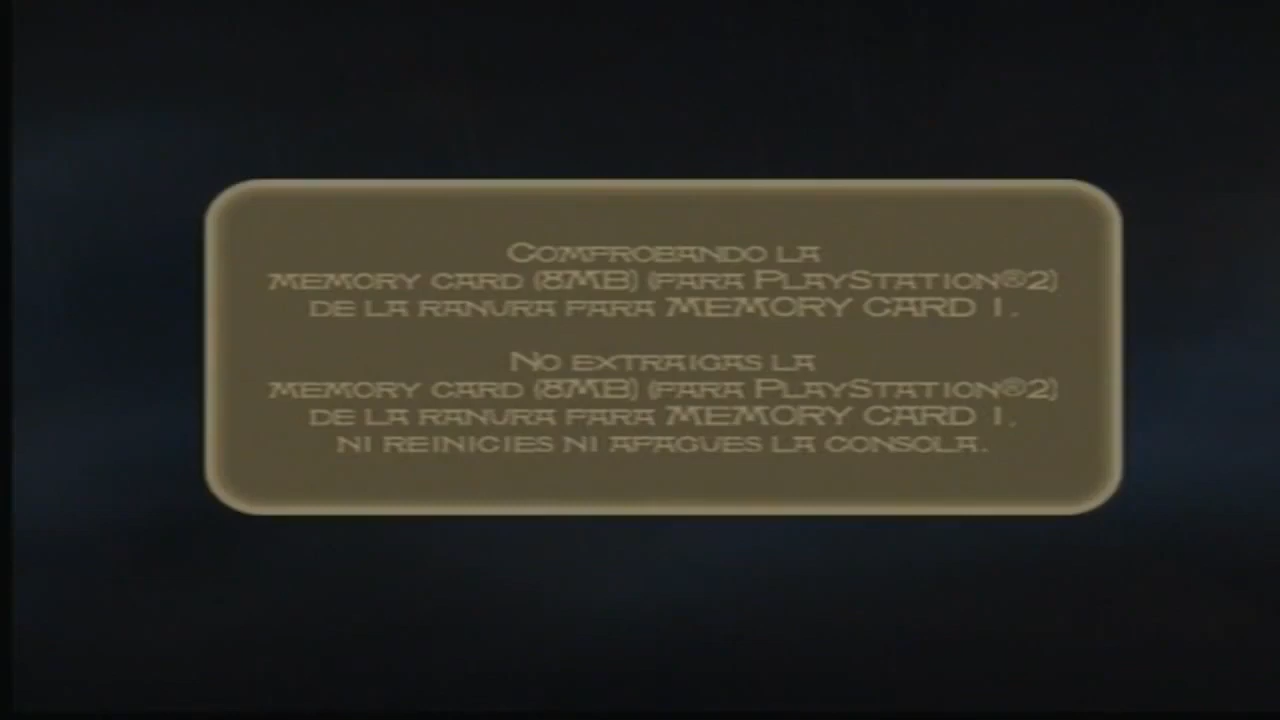 Comprobando la
memory card (8MB) (para PlayStation®2)
de la ranura para MEMORY CARD 1.
No extraigas la
memory card (8MB) (para PlayStation®2)
de la ranura para MEMORY CARD 1.
ni reinicies ni apagues la consola.